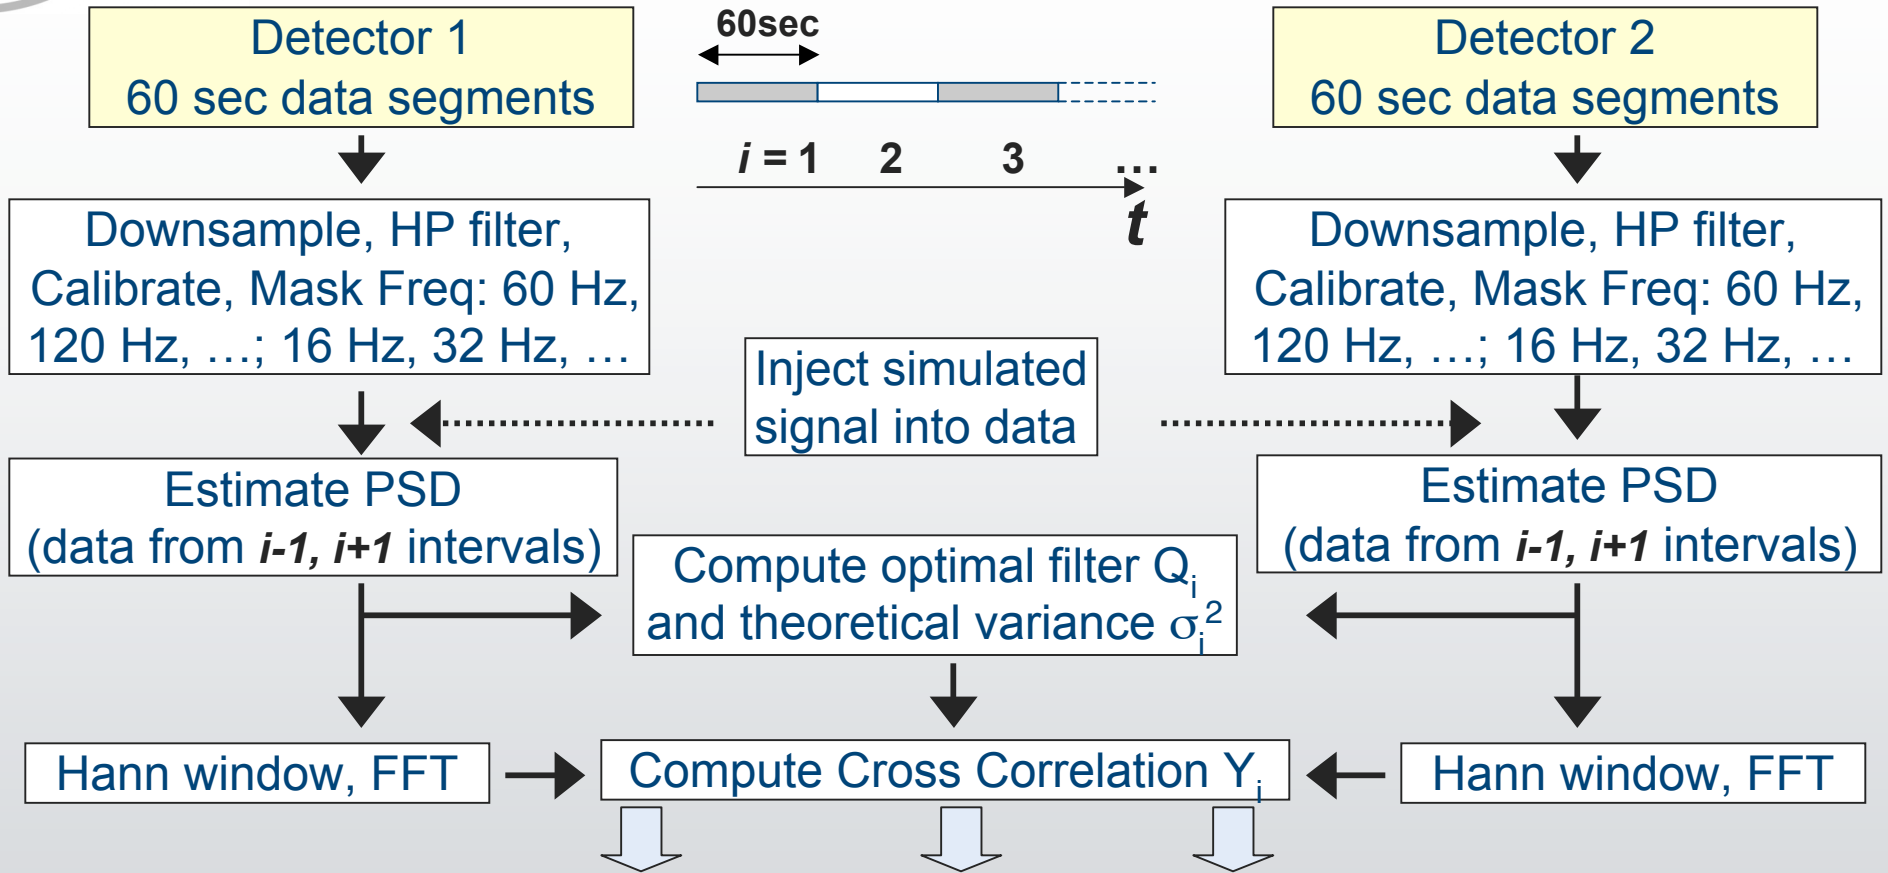 Detector 1
60 sec data segments
60sec
i = 1 2 3 …
t
Detector 2
60 sec data segments
Downsample, HP filter,
Calibrate, Mask Freq: 60 Hz,
120 Hz, …; 16 Hz, 32 Hz, …
Downsample, HP filter,
Calibrate, Mask Freq: 60 Hz,
120 Hz, …; 16 Hz, 32 Hz, …
Inject simulated
signal into data
Estimate PSD
(data from i-1, i+1 intervals)
Estimate PSD
(data from i-1, i+1 intervals)
Compute optimal filter Qᵢ
and theoretical variance σᵢ²
Hann window, FFT
Compute Cross Correlation Yᵢ
Hann window, FFT